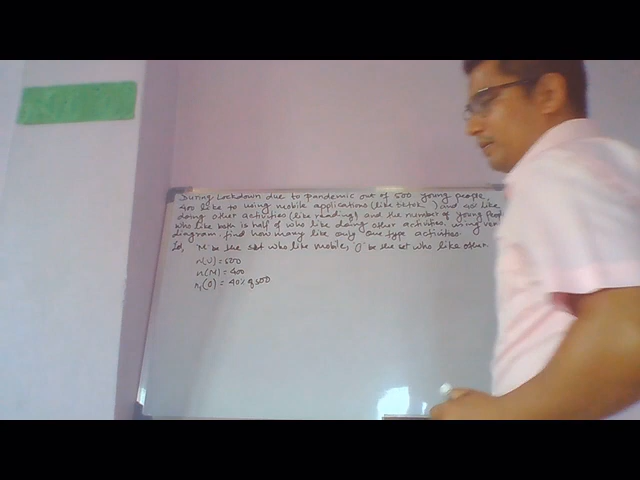 During Lockdown due to pandemic out of 500 young people,
400 like to using mobile applications (like tiktok ) and 40% like
doing other activities (like reading) and the number of young people
who like both is half of who like doing other activities. using venn
diagram, find how many like only one type activities.
Let, 'M' be the set who like mobile, 'O' be the set who like other.
n(U) = 500
n(M) = 400
n(O) = 40% of 500